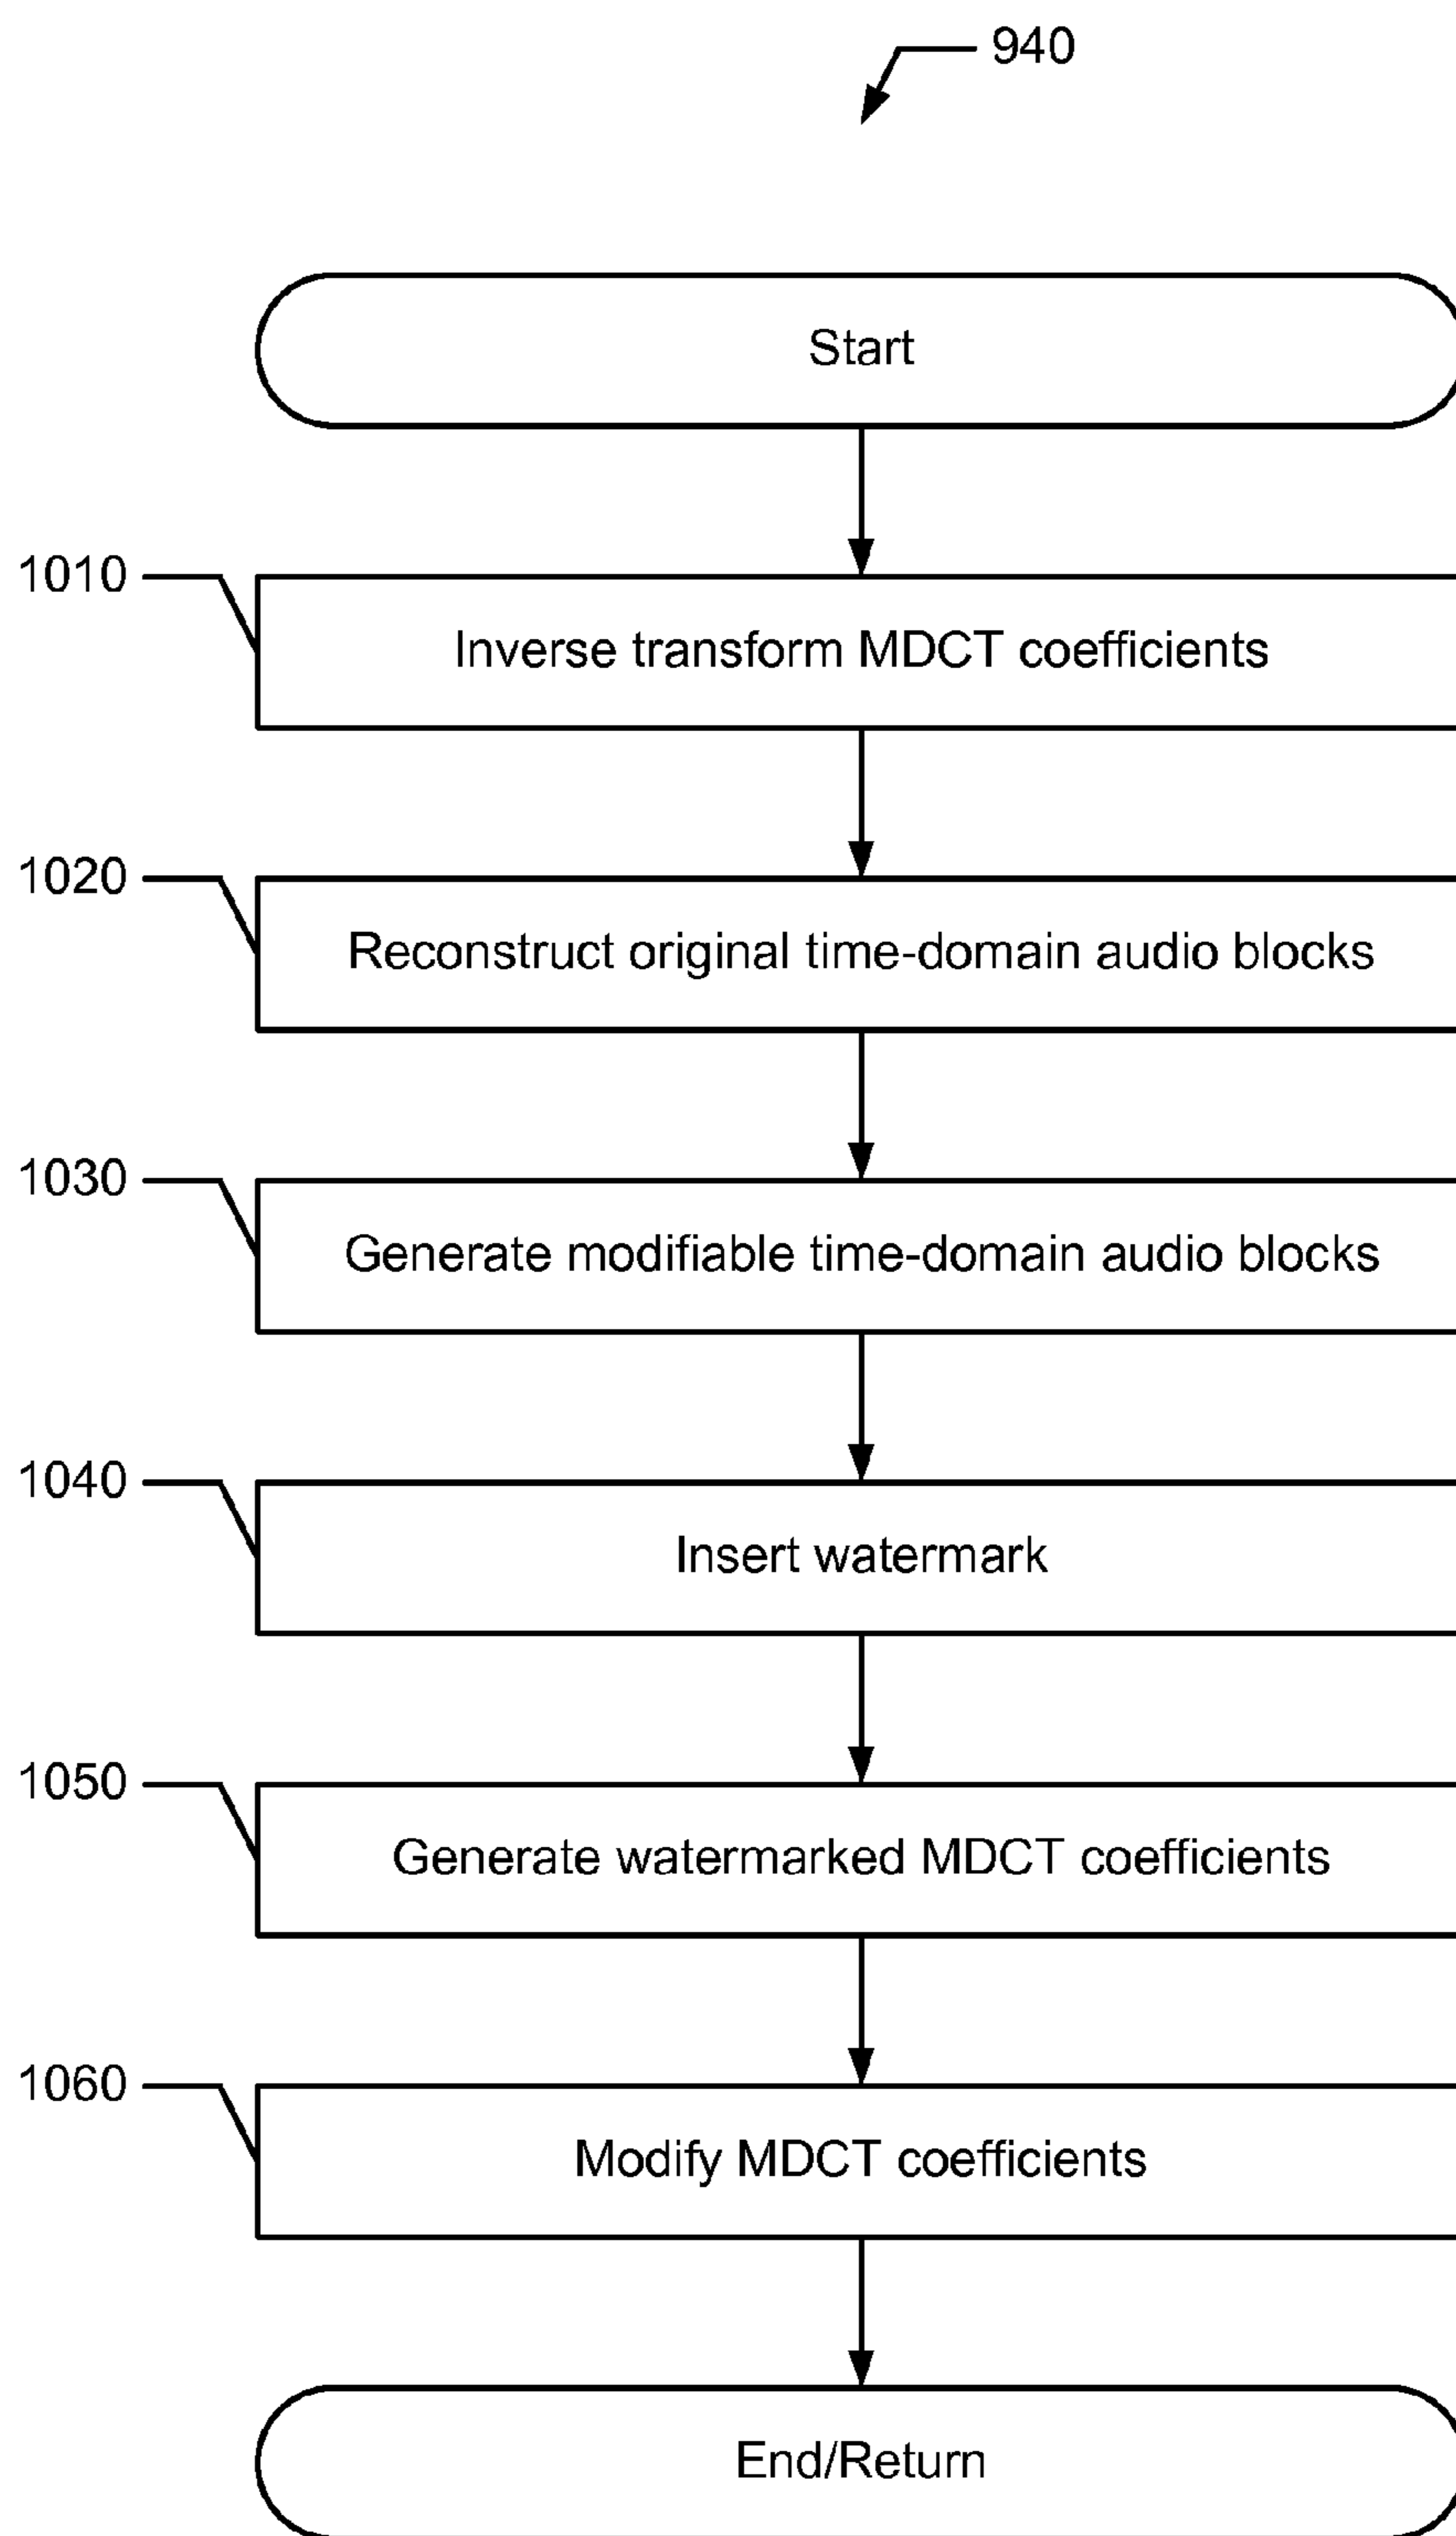 940
Start
1010
Inverse transform MDCT coefficients
1020
Reconstruct original time-domain audio blocks
1030
Generate modifiable time-domain audio blocks
1040
Insert watermark
1050
Generate watermarked MDCT coefficients
1060
Modify MDCT coefficients
End/Return